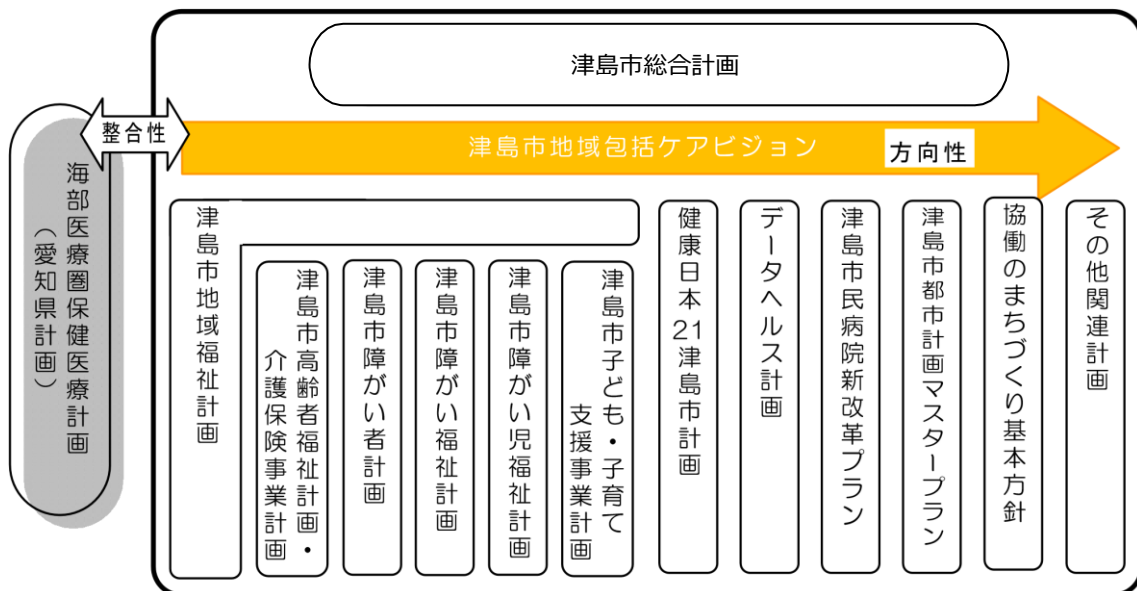 津島市総合計画
整合性
津島市地域包括ケアビジョン
方向性
海部医療圏保健医療計画
（愛知県計画）
津島市地域福祉計画
津島市高齢者福祉計画・
介護保険事業計画
津島市障がい者計画
津島市障がい福祉計画
津島市障がい児福祉計画
津島市子ども・子育て
支援事業計画
健康日本21津島市計画
データヘルス計画
津島市民病院新改革プラン
津島市都市計画マスタープラン
協働のまちづくり基本方針
その他関連計画